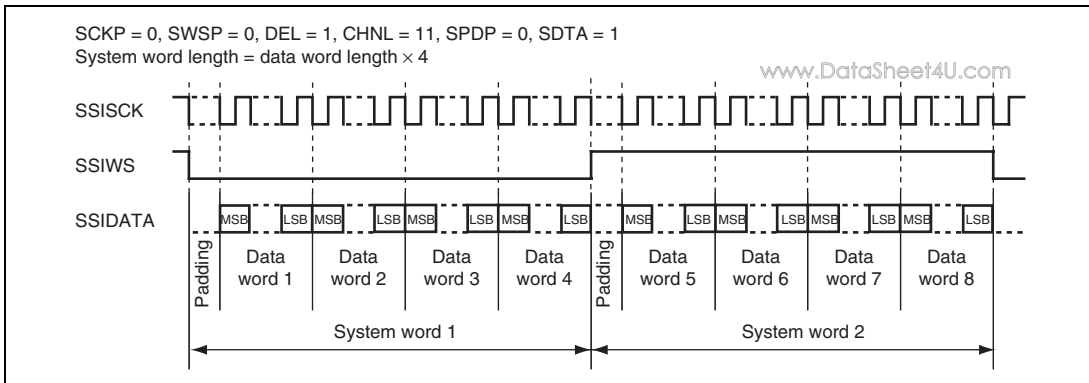 SCKP = 0, SWSP = 0, DEL = 1, CHNL = 11, SPDP = 0, SDTA = 1
System word length = data word length × 4
www.DataSheet4U.com
SSISCK
SSIWS
SSIDATA
MSB LSB MSB LSB MSB LSB MSB LSB MSB LSB MSB LSB MSB LSB MSB LSB
Padding Data word 1 Data word 2 Data word 3 Data word 4 Padding Data word 5 Data word 6 Data word 7 Data word 8
System word 1 System word 2